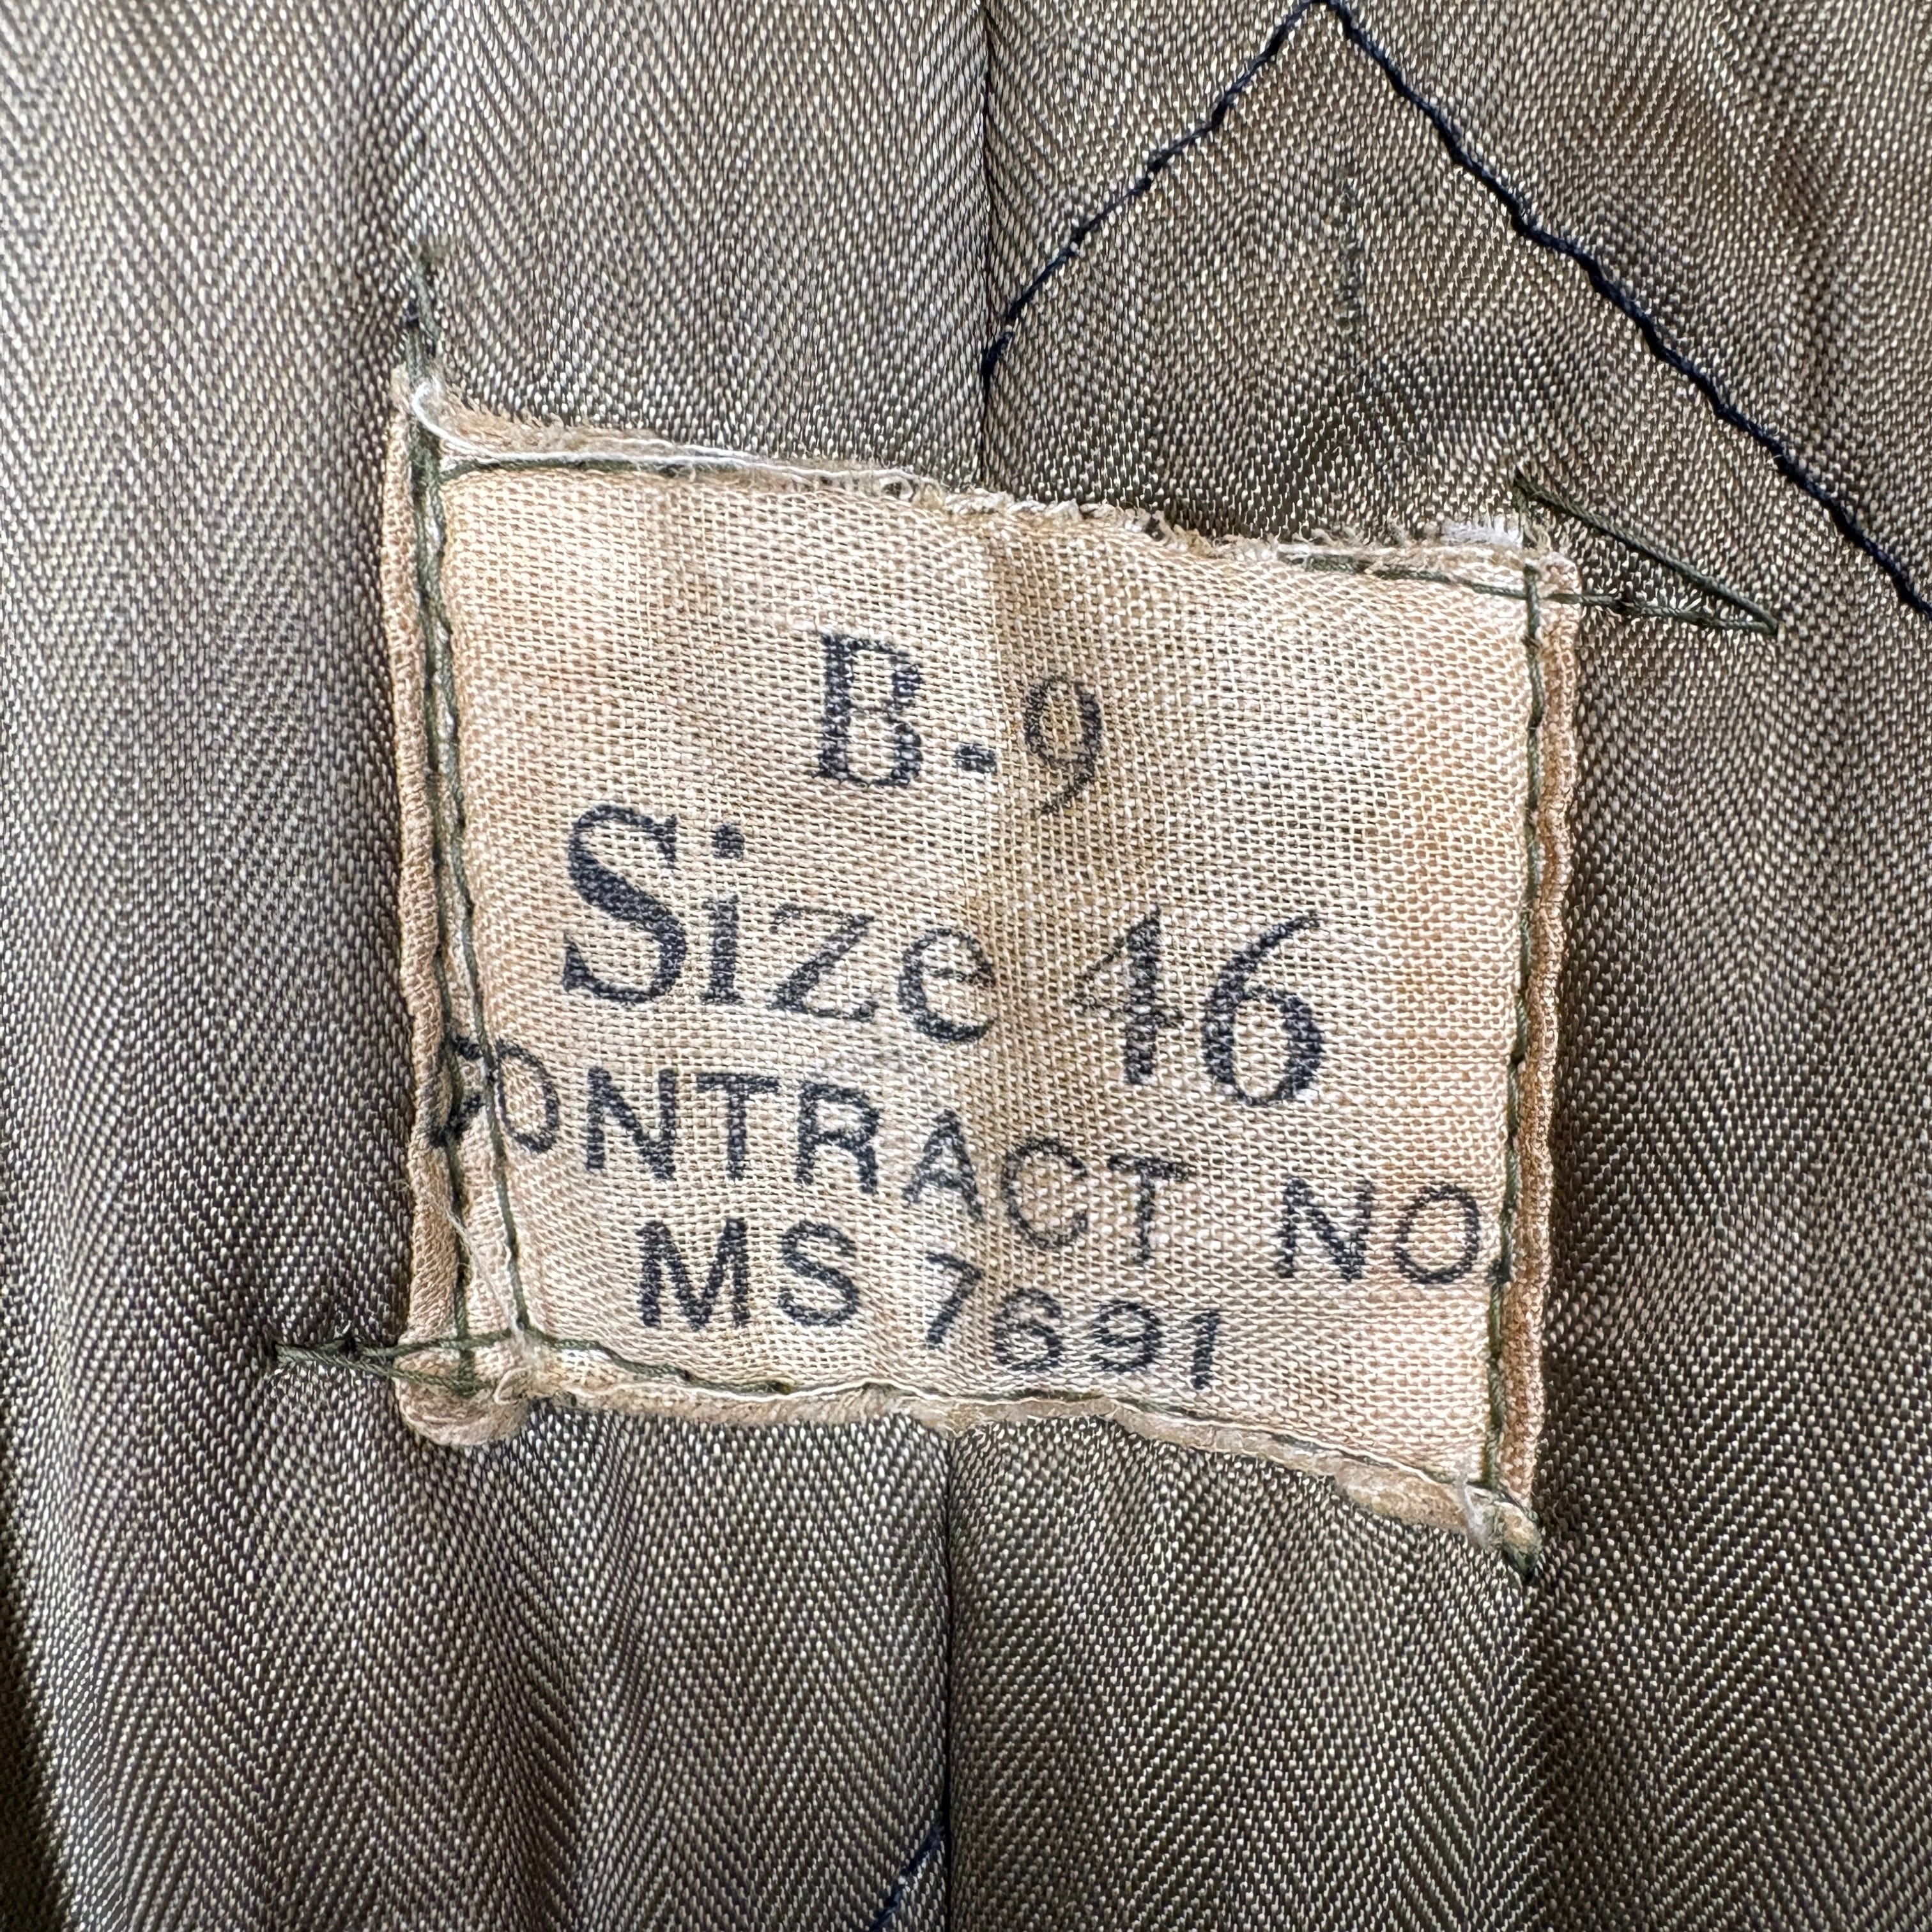 B-9
Size 46
CONTRACT NO
MS 7691